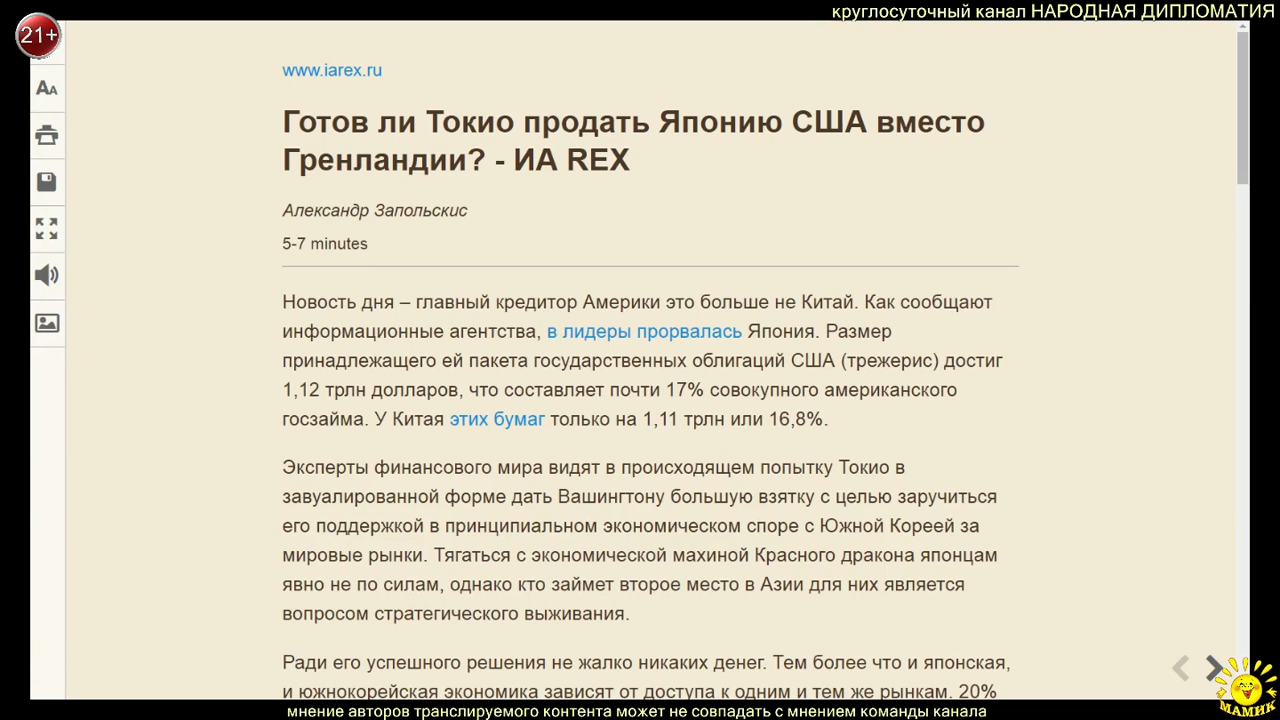 круглосуточный канал НАРОДНАЯ ДИПЛОМАТИЯ
21+
AA
www.iarex.ru
Готов ли Токио продать Японию США вместо
Гренландии? - ИА REX
Александр Запольскис
5-7 minutes
Новость дня – главный кредитор Америки это больше не Китай. Как сообщают
информационные агентства, в лидеры прорвалась Япония. Размер
принадлежащего ей пакета государственных облигаций США (трежерис) достиг
1,12 трлн долларов, что составляет почти 17% совокупного американского
госзайма. У Китая этих бумаг только на 1,11 трлн или 16,8%.
Эксперты финансового мира видят в происходящем попытку Токио в
завуалированной форме дать Вашингтону большую взятку с целью заручиться
его поддержкой в принципиальном экономическом споре с Южной Кореей за
мировые рынки. Тягаться с экономической махиной Красного дракона японцам
явно не по силам, однако кто займет второе место в Азии для них является
вопросом стратегического выживания.
Ради его успешного решения не жалко никаких денег. Тем более что и японская,
и южнокорейская экономика зависят от доступа к одним и тем же рынкам. 20%
МАМИК
мнение авторов транслируемого контента может не совпадать с мнением команды канала